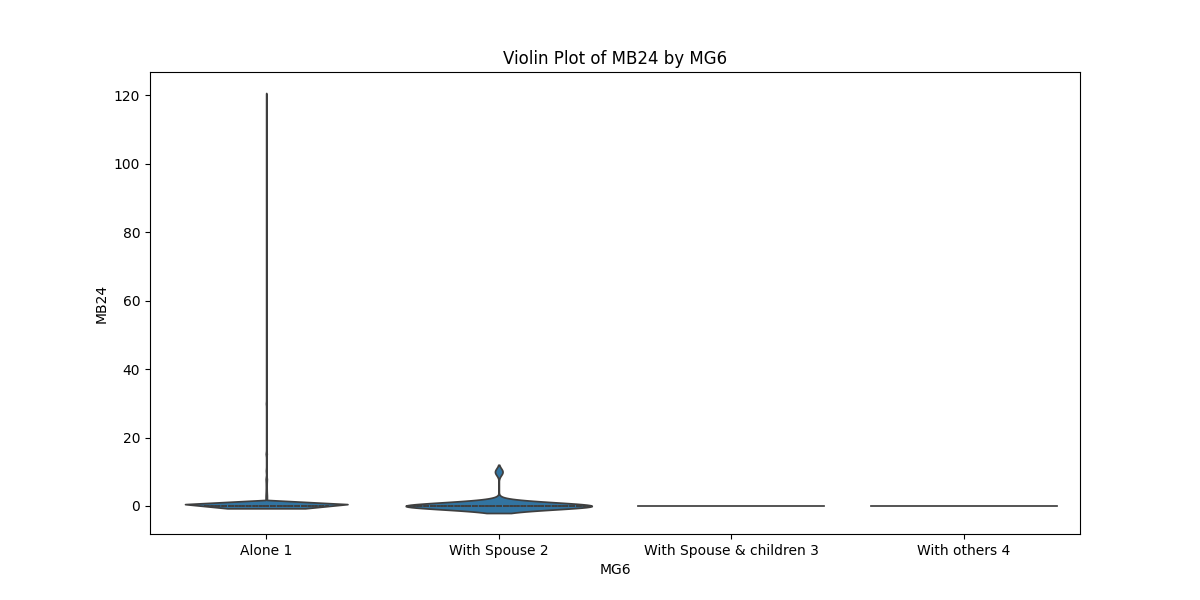 Violin Plot of MB24 by MG6
120
100
80
60
40
20
0
MB24
Alone 1
With Spouse 2
With Spouse & children 3
With others 4
MG6